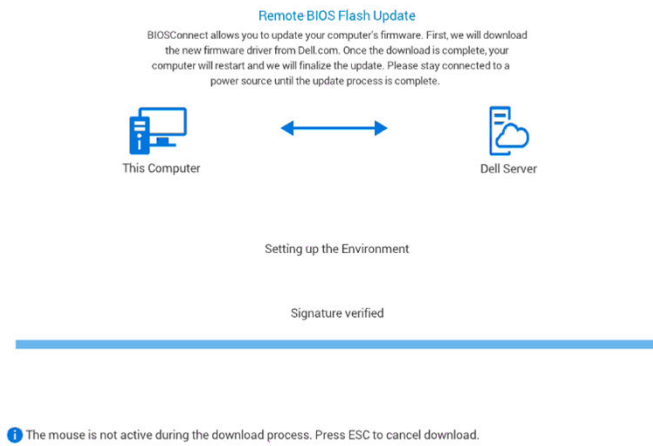 Remote BIOS Flash Update
BIOSConnect allows you to update your computer's firmware. First, we will download
the new firmware driver from Dell.com. Once the download is complete, your
computer will restart and we will finalize the update. Please stay connected to a
power source until the update process is complete.
This Computer
Dell Server
Setting up the Environment
Signature verified
The mouse is not active during the download process. Press ESC to cancel download.